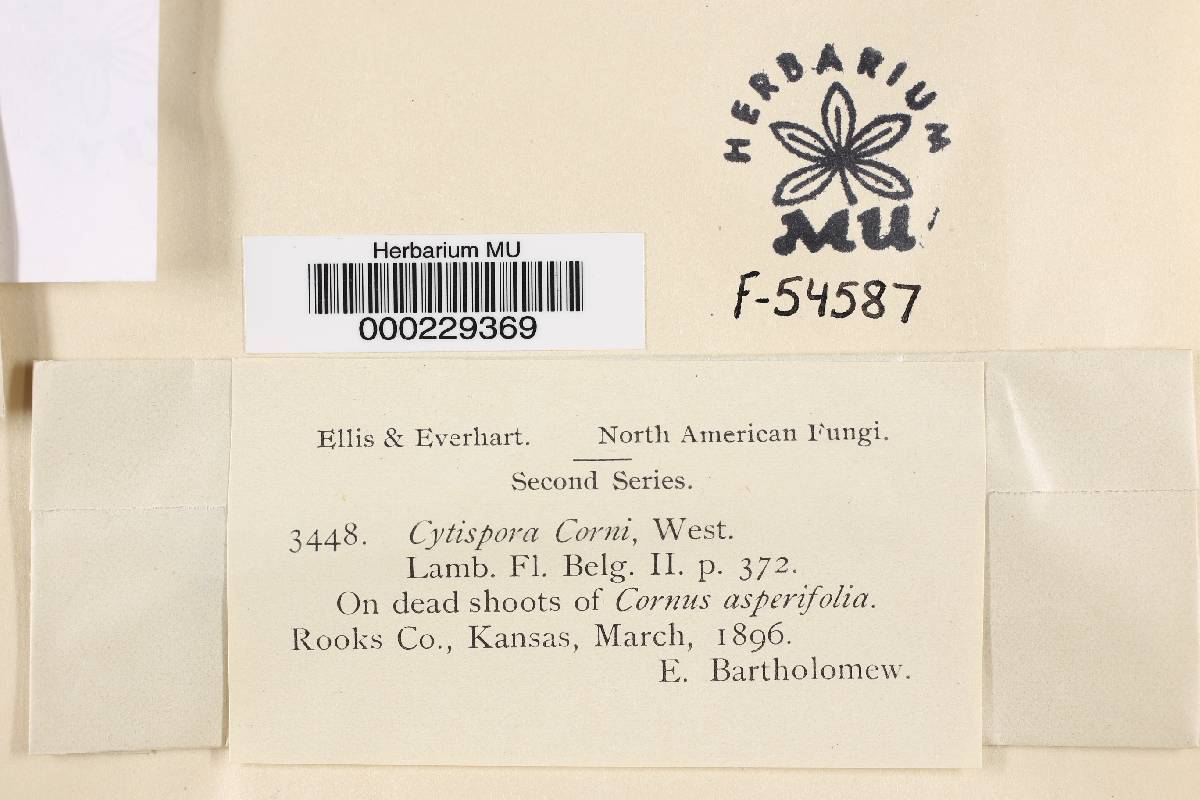 HERBARIUM
MU
Herbarium MU
000229369
F-54587
Ellis & Everhart. North American Fungi.
Second Series.
3448. Cytispora Corni, West.
Lamb. Fl. Belg. II. p. 372.
On dead shoots of Cornus asperifolia.
Rooks Co., Kansas, March, 1896.
E. Bartholomew.